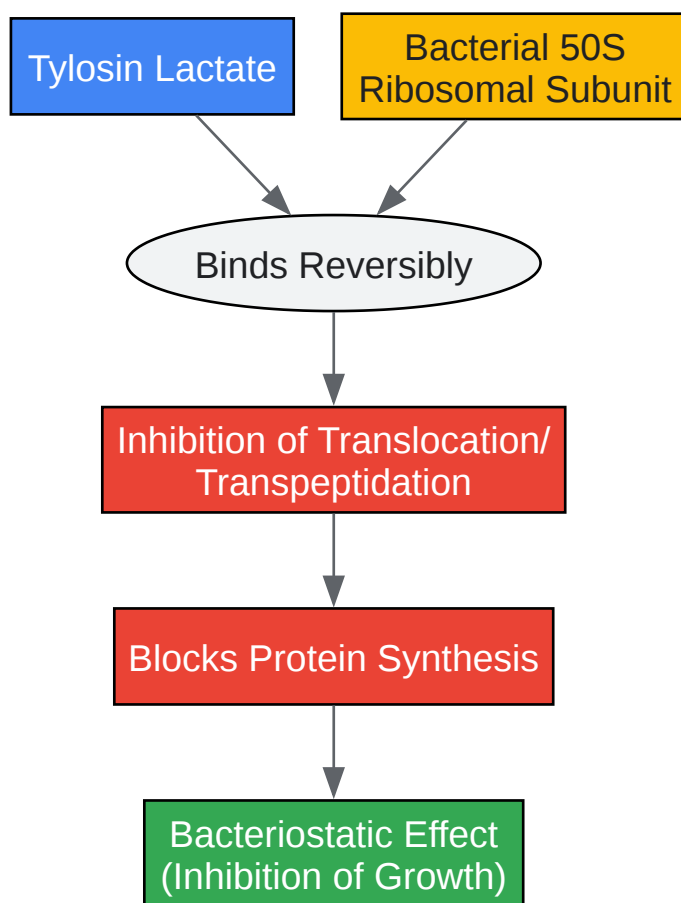 Tylosin Lactate
Bacterial 50S
Ribosomal Subunit
Binds Reversibly
Inhibition of Translocation/
Transpeptidation
Blocks Protein Synthesis
Bacteriostatic Effect
(Inhibition of Growth)